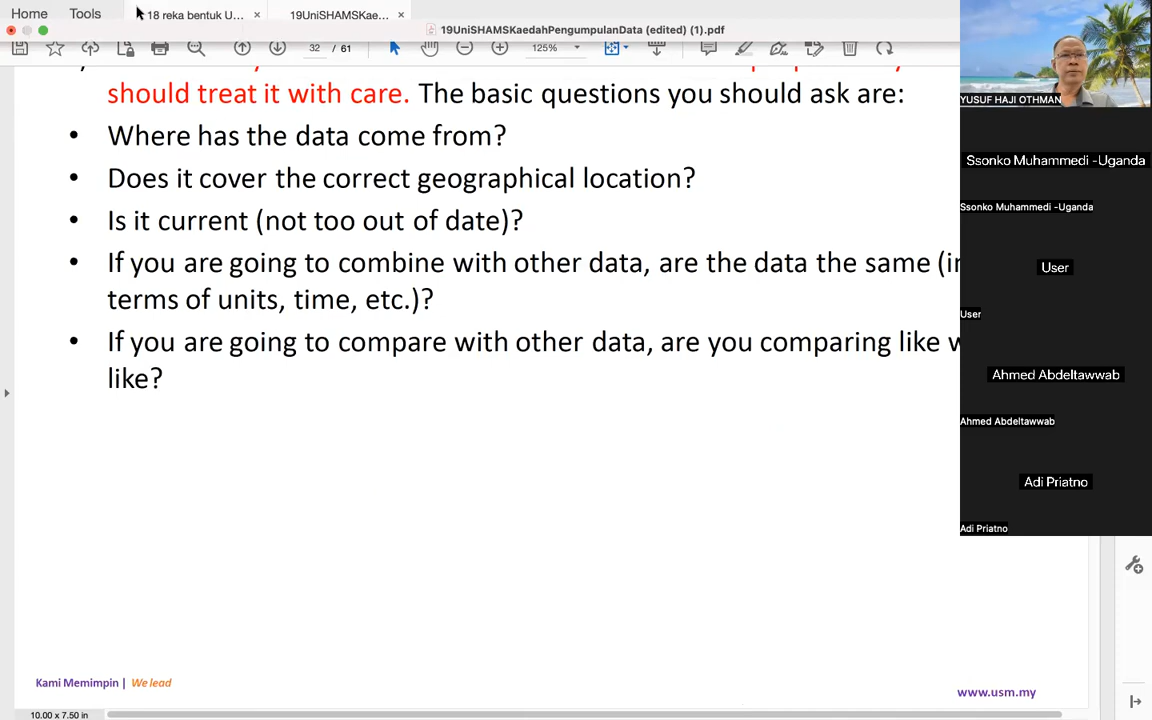 Home
Tools
18 reka bentuk U...
19UniSHAMSKae...
19UniSHAMSKaedahPengumpulanData (edited) (1).pdf
32 / 61
125%
should treat it with care. The basic questions you should ask are:
• Where has the data come from?
• Does it cover the correct geographical location?
• Is it current (not too out of date)?
• If you are going to combine with other data, are the data the same (in
terms of units, time, etc.)?
• If you are going to compare with other data, are you comparing like
like?
Kami Memimpin | We lead
www.usm.my
10.00 x 7.50 in
YUSUF HAJI OTHMAN
Ssonko Muhammedi -Uganda
Ssonko Muhammedi -Uganda
User
User
Ahmed Abdeltawwab
Ahmed Abdeltawwab
Adi Priatno
Adi Priatno